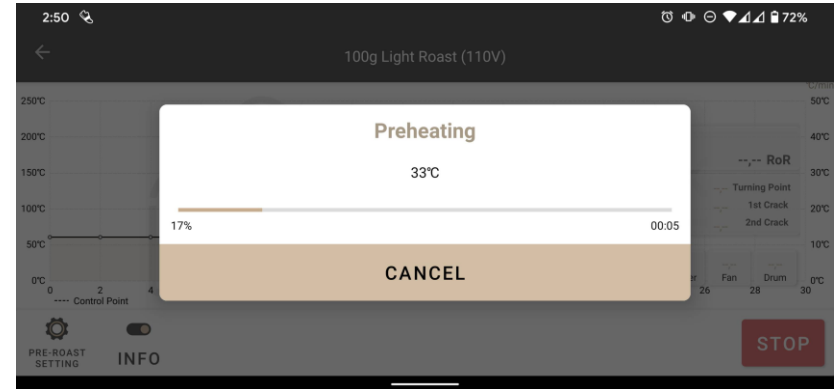 2:50
72%
100g Light Roast (110V)
250℃
200℃
150℃
100℃
50℃
0℃
0
2
4
---- Control Point
Preheating
33℃
17%
00:05
CANCEL
℃/min
50℃
40℃
30℃
20℃
10℃
0℃
--,-- RoR
--,-- Turning Point
--,-- 1st Crack
--,-- 2nd Crack
Fan
Drum
26
28
30
PRE-ROAST
SETTING
INFO
STOP